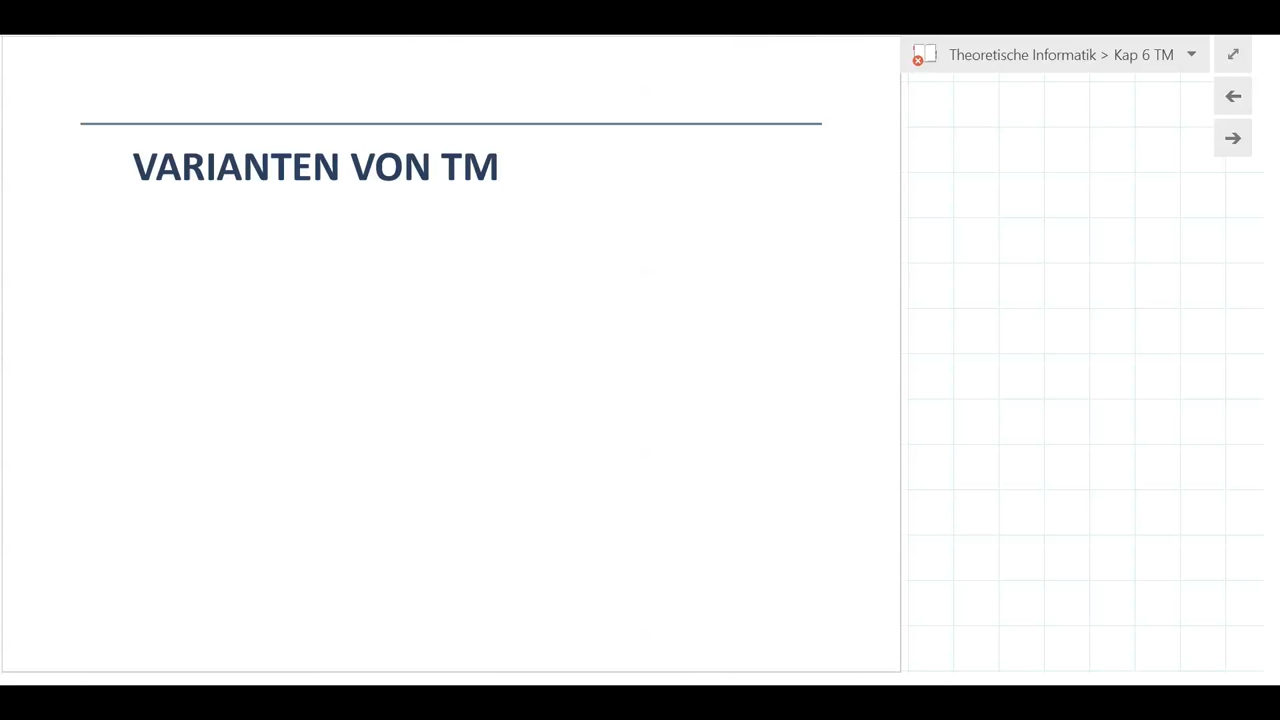 Theoretische Informatik > Kap 6 TM
VARIANTEN VON TM